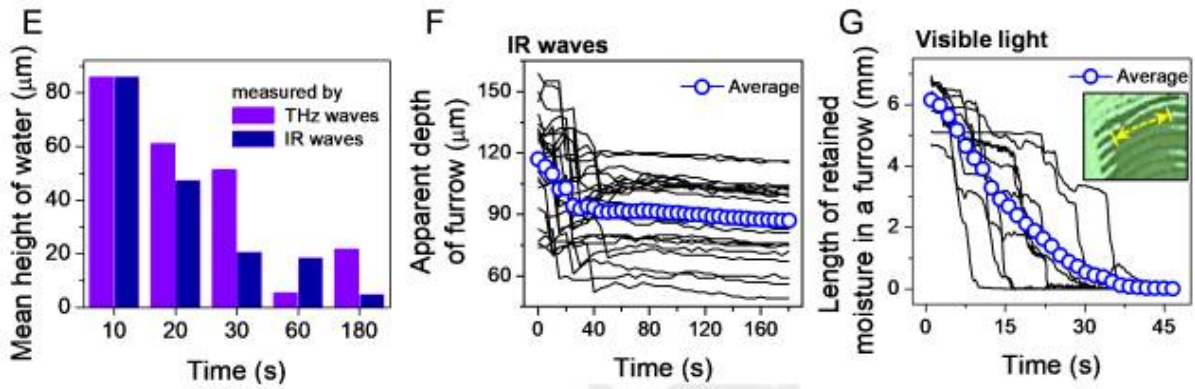 E
Mean height of water (μm)
80
60
40
20
0
measured by
THz waves
IR waves
10 20 30 60 180
Time (s)
F
IR waves
Apparent depth
of furrow (μm)
150
120
90
60
Average
0 40 80 120 160
Time (s)
G
Visible light
Length of retained
moisture in a furrow (mm)
6
4
2
0
Average
0 15 30 45
Time (s)